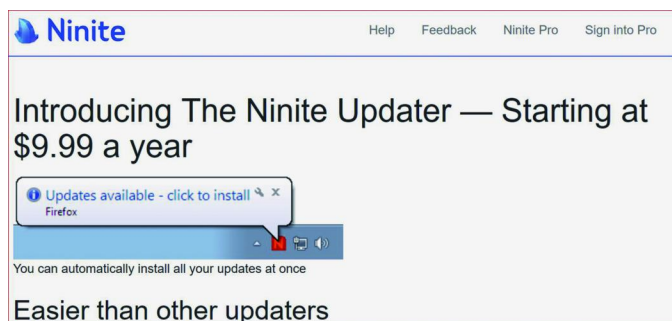 Ninite
Help Feedback Ninite Pro Sign into Pro
Introducing The Ninite Updater — Starting at
$9.99 a year
Updates available - click to install
Firefox
N
You can automatically install all your updates at once
Easier than other updaters